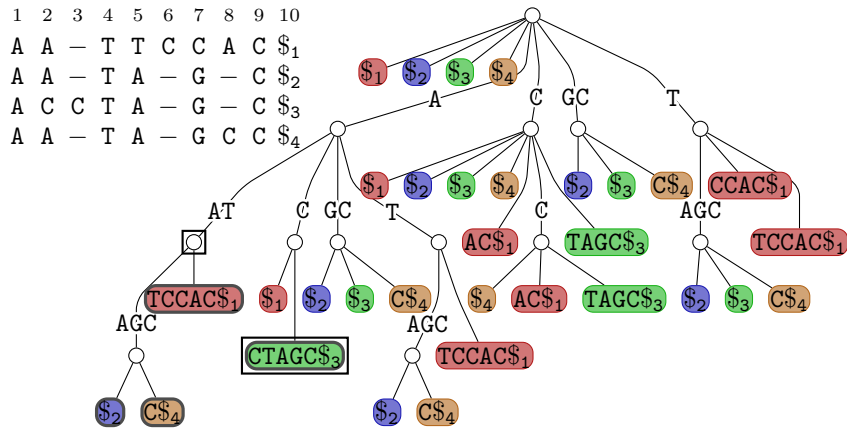 1 2 3 4 5 6 7 8 9 10
A A − T T C C A C $₁
A A − T A − G − C $₂
A C C T A − G − C $₃
A A − T A − G C C $₄
$₁ $₂ $₃ $₄
A C GC T
$₁ $₂ $₃ $₄ $₂ $₃ C$₄ CCAC$₁
AT C GC T C AGC
AC$₁ TAGC$₃ TCCAC$₁
TCCAC$₁ $₁ $₂ $₃ C$₄ $₄ AC$₁ TAGC$₃ $₂ $₃ C$₄
AGC AGC
CTAGC$₃ TCCAC$₁
$₂ C$₄ $₂ C$₄